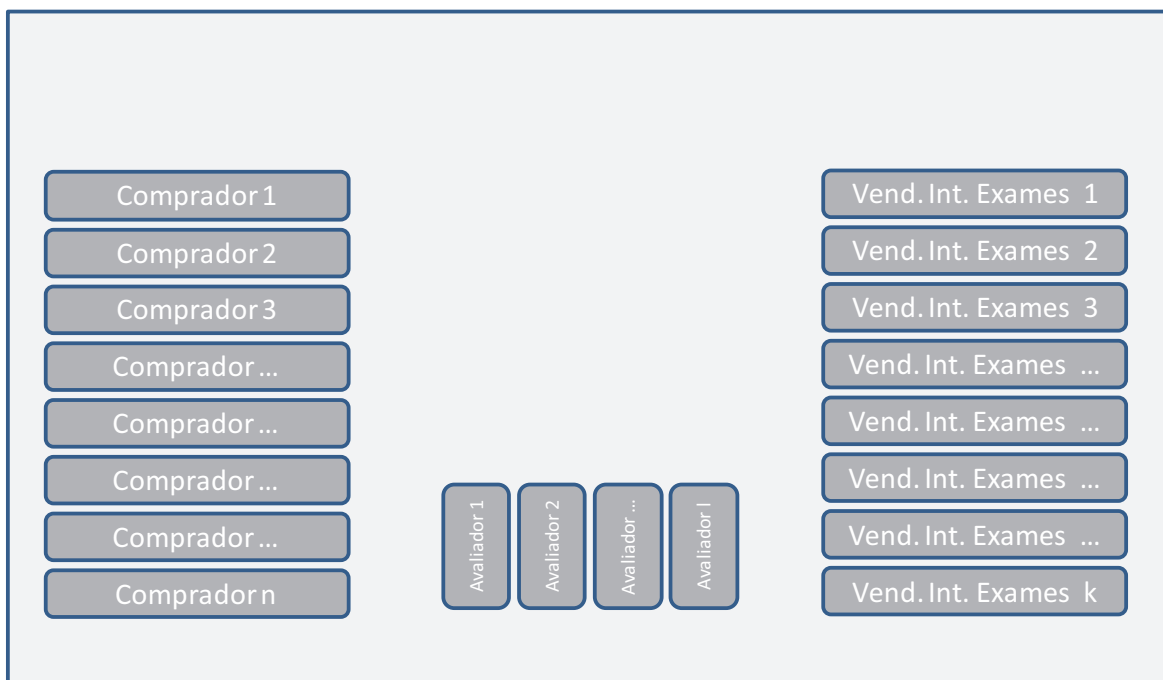 Comprador 1
Comprador 2
Comprador 3
Comprador ...
Comprador ...
Comprador ...
Comprador ...
Comprador n
Avaliador 1
Avaliador 2
Avaliador ...
Avaliador l
Vend. Int. Exames 1
Vend. Int. Exames 2
Vend. Int. Exames 3
Vend. Int. Exames ...
Vend. Int. Exames ...
Vend. Int. Exames ...
Vend. Int. Exames ...
Vend. Int. Exames k